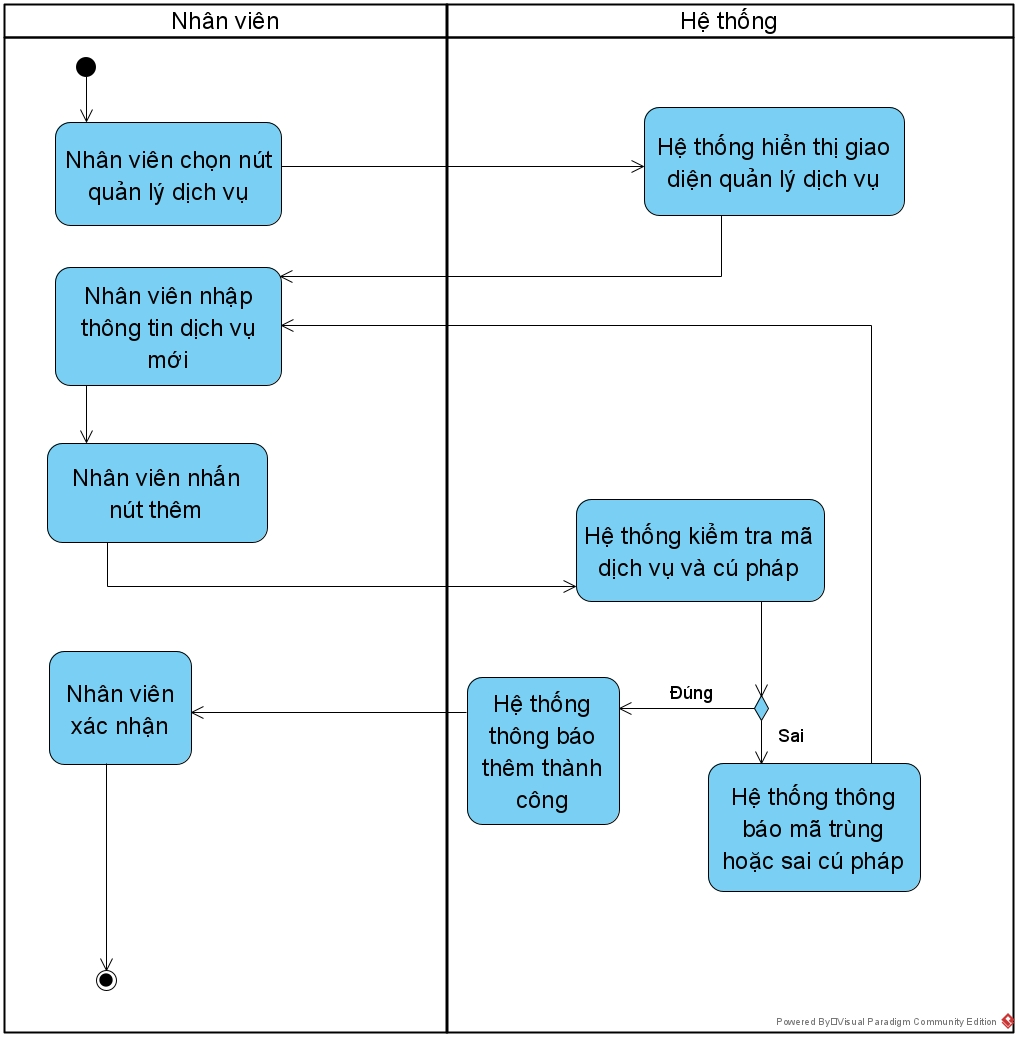 Nhân viên
Hệ thống
Nhân viên chọn nút
quản lý dịch vụ
Hệ thống hiển thị giao
diện quản lý dịch vụ
Nhân viên nhập
thông tin dịch vụ
mới
Nhân viên nhấn
nút thêm
Hệ thống kiểm tra mã
dịch vụ và cú pháp
Đúng
Sai
Nhân viên
xác nhận
Hệ thống
thông báo
thêm thành
công
Hệ thống thông
báo mã trùng
hoặc sai cú pháp
Powered By□Visual Paradigm Community Edition